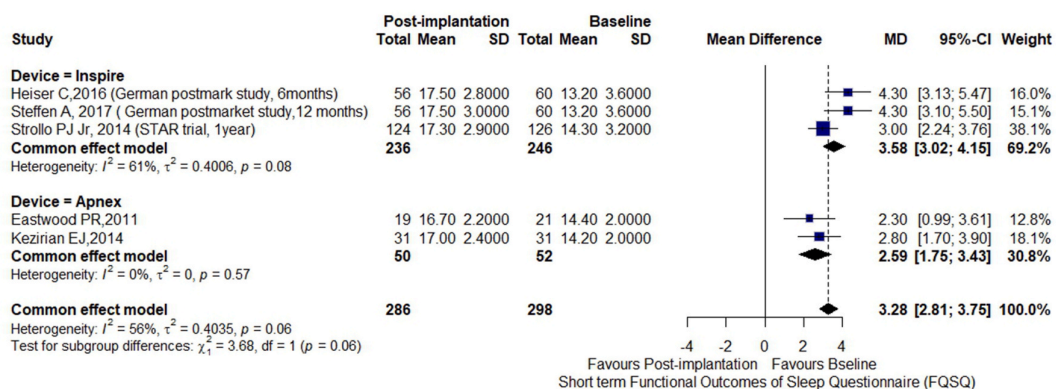 Post-implantation Baseline
Study Total Mean SD Total Mean SD Mean Difference MD 95%-CI Weight
Device = Inspire
Heiser C,2016 (German postmark study, 6months) 56 17.50 2.8000 60 13.20 3.6000 4.30 [3.13; 5.47] 16.0%
Steffen A, 2017 ( German postmarket study,12 months) 56 17.50 3.0000 60 13.20 3.6000 4.30 [3.10; 5.50] 15.1%
Strollo PJ Jr, 2014 (STAR trial, 1year) 124 17.30 2.9000 126 14.30 3.2000 3.00 [2.24; 3.76] 38.1%
Common effect model 236 246 3.58 [3.02; 4.15] 69.2%
Heterogeneity: I² = 61%, τ² = 0.4006, p = 0.08
Device = Apnex
Eastwood PR,2011 19 16.70 2.2000 21 14.40 2.0000 2.30 [0.99; 3.61] 12.8%
Kezirian EJ,2014 31 17.00 2.4000 31 14.20 2.0000 2.80 [1.70; 3.90] 18.1%
Common effect model 50 52 2.59 [1.75; 3.43] 30.8%
Heterogeneity: I² = 0%, τ² = 0, p = 0.57
Common effect model 286 298 3.28 [2.81; 3.75] 100.0%
Heterogeneity: I² = 56%, τ² = 0.4035, p = 0.06
Test for subgroup differences: χ²₁ = 3.68, df = 1 (p = 0.06)
-4 -2 0 2 4
Favours Post-implantation Favours Bseline
Short term Functional Outcomes of Sleep Questionnaire (FQSQ)